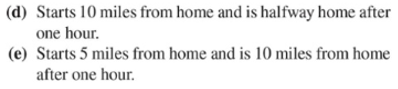 (d) Starts 10 miles from home and is halfway home after
one hour.
(e) Starts 5 miles from home and is 10 miles from home
after one hour.